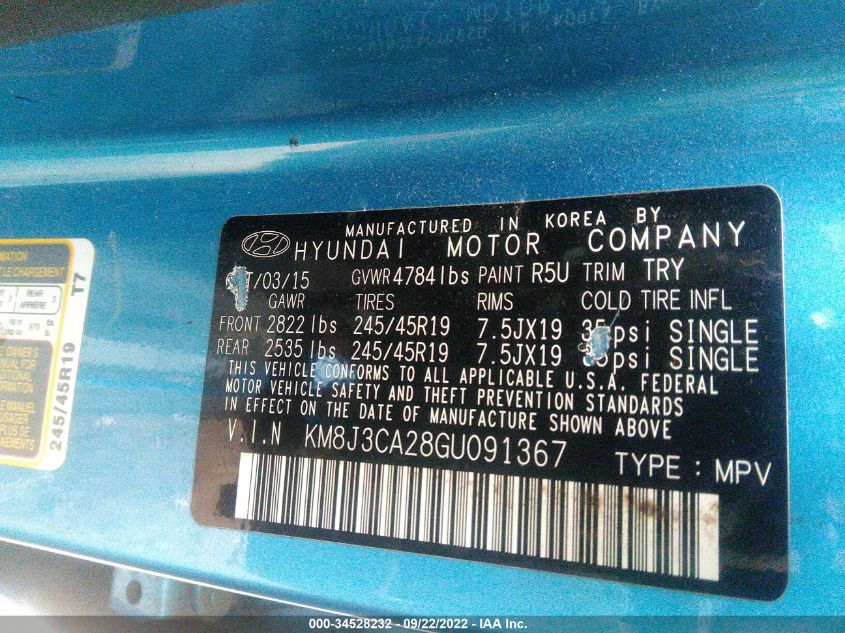 MANUFACTURED IN KOREA BY
HYUNDAI MOTOR COMPANY
/03/15 GVWR 4784 lbs PAINT R5U TRIM TRY
GAWR TIRES RIMS COLD TIRE INFL
FRONT 2822 lbs 245/45R19 7.5JX19 35psi SINGLE
REAR 2535 lbs 245/45R19 7.5JX19 psi SINGLE
THIS VEHICLE CONFORMS TO ALL APPLICABLE U.S.A. FEDERAL
MOTOR VEHICLE SAFETY AND THEFT PREVENTION STANDARDS
IN EFFECT ON THE DATE OF MANUFACTURE SHOWN ABOVE
V.I.N KM8J3CA28GU091367 TYPE : MPV
T7
REAR
ARRIERE
245/45R19
000-34528232 - 09/22/2022 - IAA Inc.